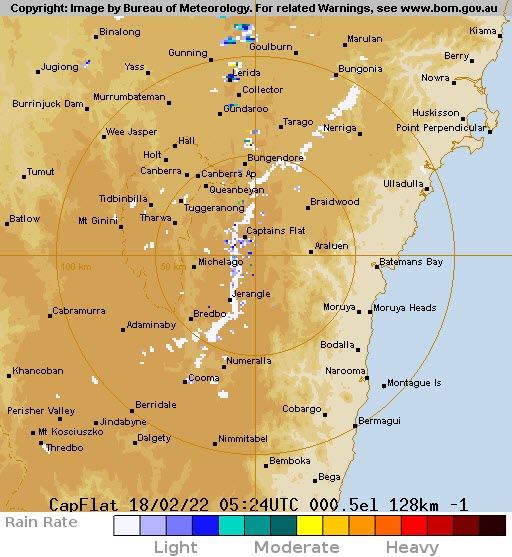 Copyright: Image by Bureau of Meteorology. For related Warnings, see www.bom.gov.au
Binalong
Kiama
Marulan
Goulburn
Gunning
Berry
Jugiong
Yass
Lerida
Bungonia
Nowra
Collector
Murrumbateman
Burrinjuck Dam
Gundaroo
Huskisson
Tarago
Nerriga
Point Perpendicular
Wee Jasper
Hall
Holt
Bungendore
Canberra
Canberra Ap
Tumut
Queanbeyan
Ulladulla
Tidbinbilla
Tuggeranong
Braidwood
Batlow
Mt Ginini
Tharwa
Captains Flat
Araluen
100 km
50 km
Michelago
Batemans Bay
Jerangle
Cabramurra
Bredbo
Moruya
Moruya Heads
Adaminaby
Bodalla
Numeralla
Khancoban
Cooma
Narooma
Montague Is
Perisher Valley
Berridale
Cobargo
Jindabyne
Bermagui
Mt Kosciuszko
Dalgety
Nimmitabel
Thredbo
Bemboka
Bega
CapFlat 18/02/22 05:24UTC 000.5el 128km -1
Rain Rate
Light
Moderate
Heavy